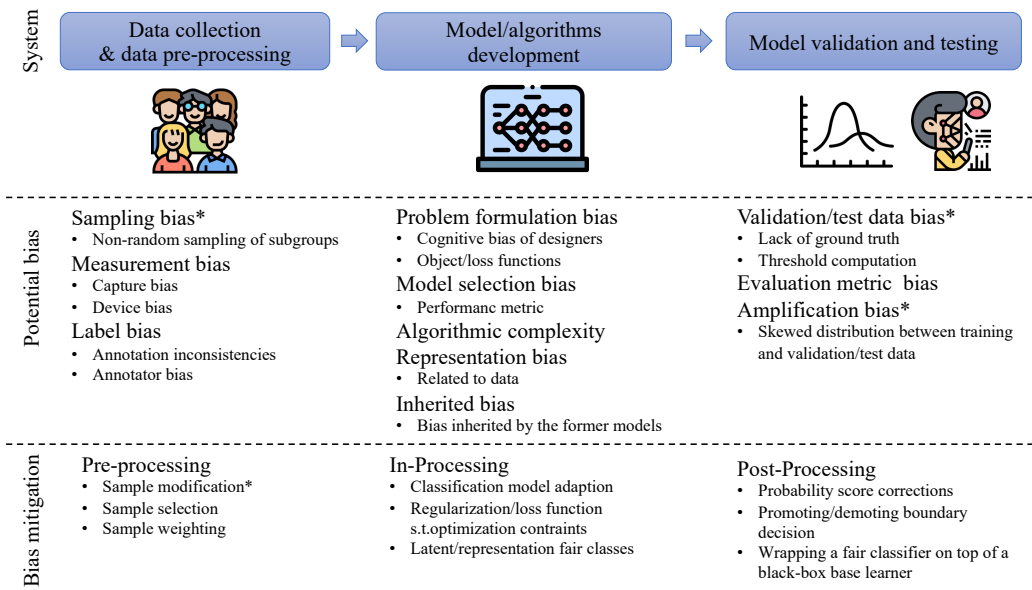 System
Data collection
& data pre-processing
Model/algorithms
development
Model validation and testing
Potential bias
Sampling bias*
• Non-random sampling of subgroups
Measurement bias
• Capture bias
• Device bias
Label bias
• Annotation inconsistencies
• Annotator bias
Problem formulation bias
• Cognitive bias of designers
• Object/loss functions
Model selection bias
• Performanc metric
Algorithmic complexity
Representation bias
• Related to data
Inherited bias
• Bias inherited by the former models
Validation/test data bias*
• Lack of ground truth
• Threshold computation
Evaluation metric bias
Amplification bias*
• Skewed distribution between training
and validation/test data
Bias mitigation
Pre-processing
• Sample modification*
• Sample selection
• Sample weighting
In-Processing
• Classification model adaption
• Regularization/loss function
s.t.optimization contraints
• Latent/representation fair classes
Post-Processing
• Probability score corrections
• Promoting/demoting boundary
decision
• Wrapping a fair classifier on top of a
black-box base learner